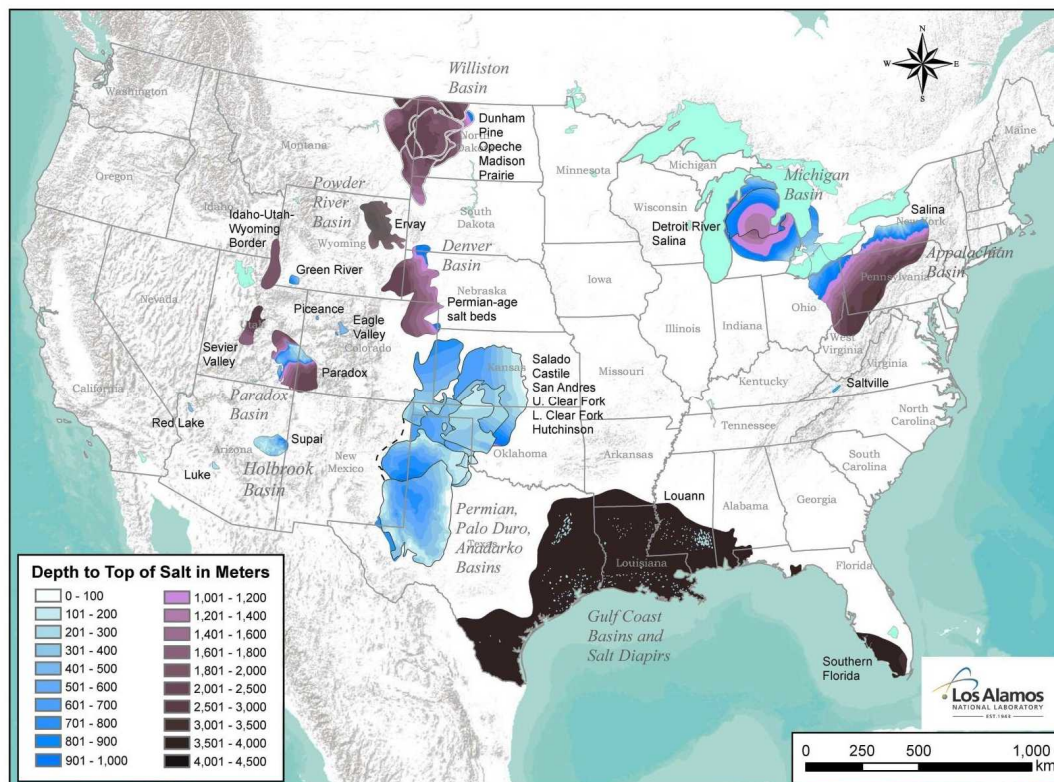 N
W
E
S
Williston
Basin
Washington
Montana
North
Dakota
Dunham
Pine
Opeche
Madison
Prairie
Minnesota
Michigan
Maine
Oregon
Idaho
Powder
River
Basin
Wyoming
Ervay
South
Dakota
Wisconsin
Michigan
Basin
Detroit River
Salina
Salina
New York
Appalachian
Basin
Pennsylvania
Idaho-Utah-
Wyoming
Border
Green River
Denver
Basin
Nebraska
Permian-age
salt beds
Iowa
Illinois
Indiana
Ohio
West
Virginia
Virginia
Nevada
Utah
Piceance
Eagle
Valley
Colorado
Sevier
Valley
Paradox
Paradox
Basin
California
Kansas
Salado
Castile
San Andres
U. Clear Fork
L. Clear Fork
Hutchinson
Missouri
Kentucky
Saltville
Tennessee
North
Carolina
South
Carolina
Red Lake
Arizona
Supai
Luke
Holbrook
Basin
New
Mexico
Oklahoma
Arkansas
Permian,
Palo Duro,
Anadarko
Basins
Texas
Louann
Louisiana
Mississippi
Alabama
Georgia
Florida
Gulf Coast
Basins and
Salt Diapirs
Southern
Florida
Depth to Top of Salt in Meters
0 - 100
101 - 200
201 - 300
301 - 400
401 - 500
501 - 600
601 - 700
701 - 800
801 - 900
901 - 1,000
1,001 - 1,200
1,201 - 1,400
1,401 - 1,600
1,601 - 1,800
1,801 - 2,000
2,001 - 2,500
2,501 - 3,000
3,001 - 3,500
3,501 - 4,000
4,001 - 4,500
Los Alamos
NATIONAL LABORATORY
EST. 1943
0 250 500 1,000
km